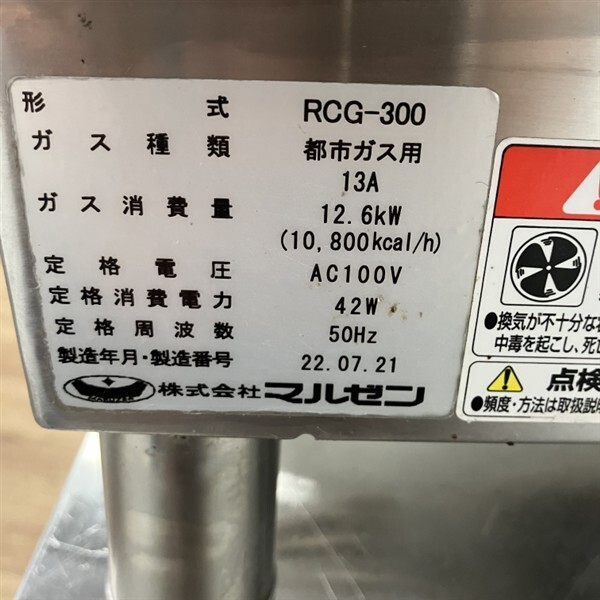 形式 RCG-300
ガス種類 都市ガス用
13A
ガス消費量 12.6kW
(10,800kcal/h)
定格電圧 AC100V
定格消費電力 42W
定格周波数 50Hz
製造年月・製造番号 22.07.21
株式会社マルゼン
●換気が不十分な
中毒を起こし、死亡
点検
●頻度・方法は取扱説